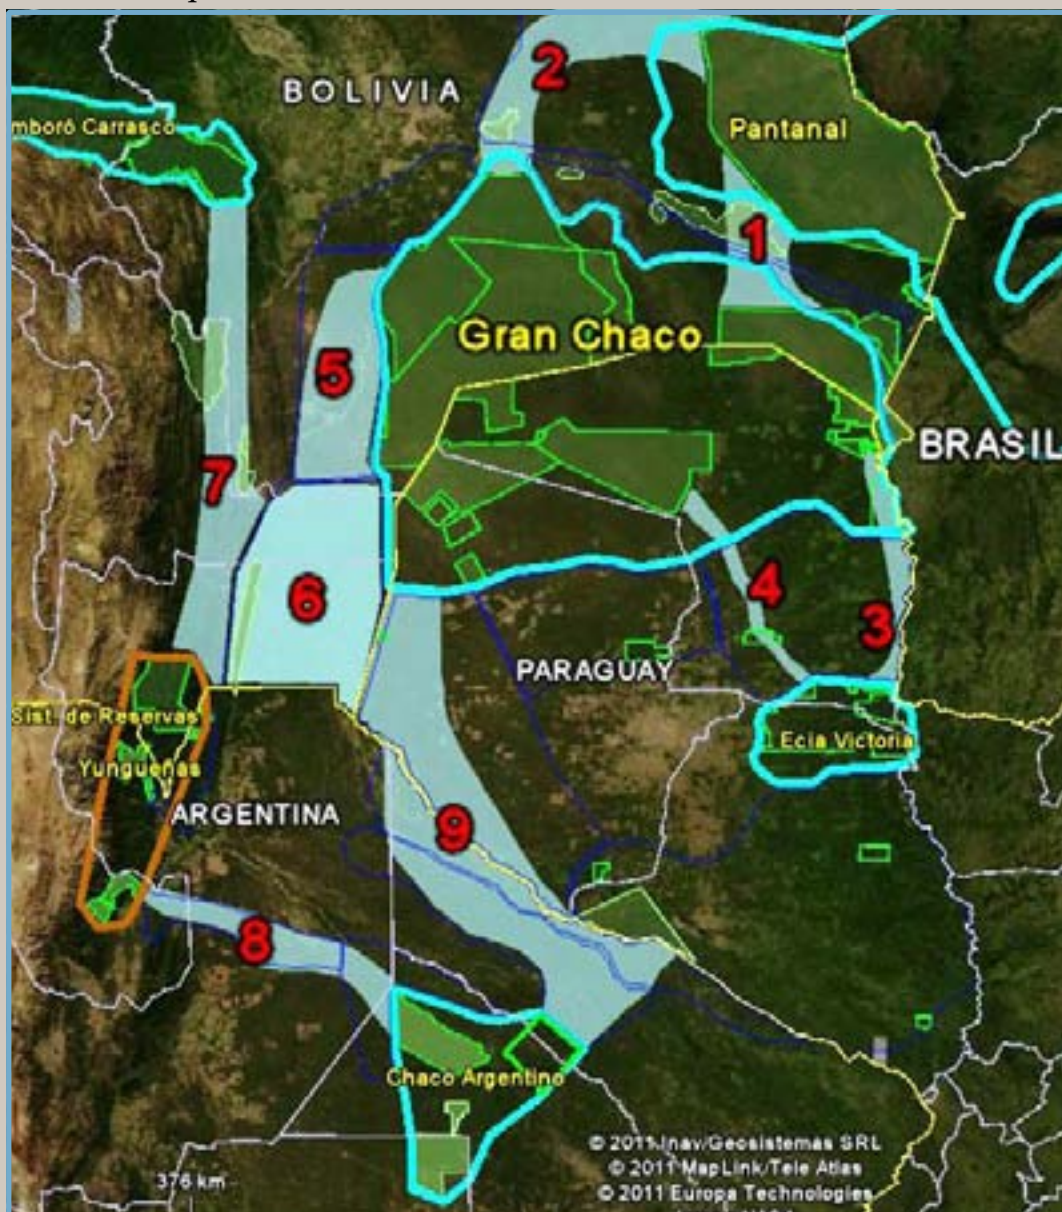 2
BOLIVIA
mboró Carrasco
Pantanal
1
Gran Chaco
5
BRASIL
7
6
4
3
PARAGUAY
Sist. de Reservas
Yungueñas
Ecia Victoria
ARGENTINA
9
8
Chaco Argentino
© 2011 Inav/Geosistemas SRL
© 2011 MapLink/Tele Atlas
376 km
© 2011 Europa Technologies